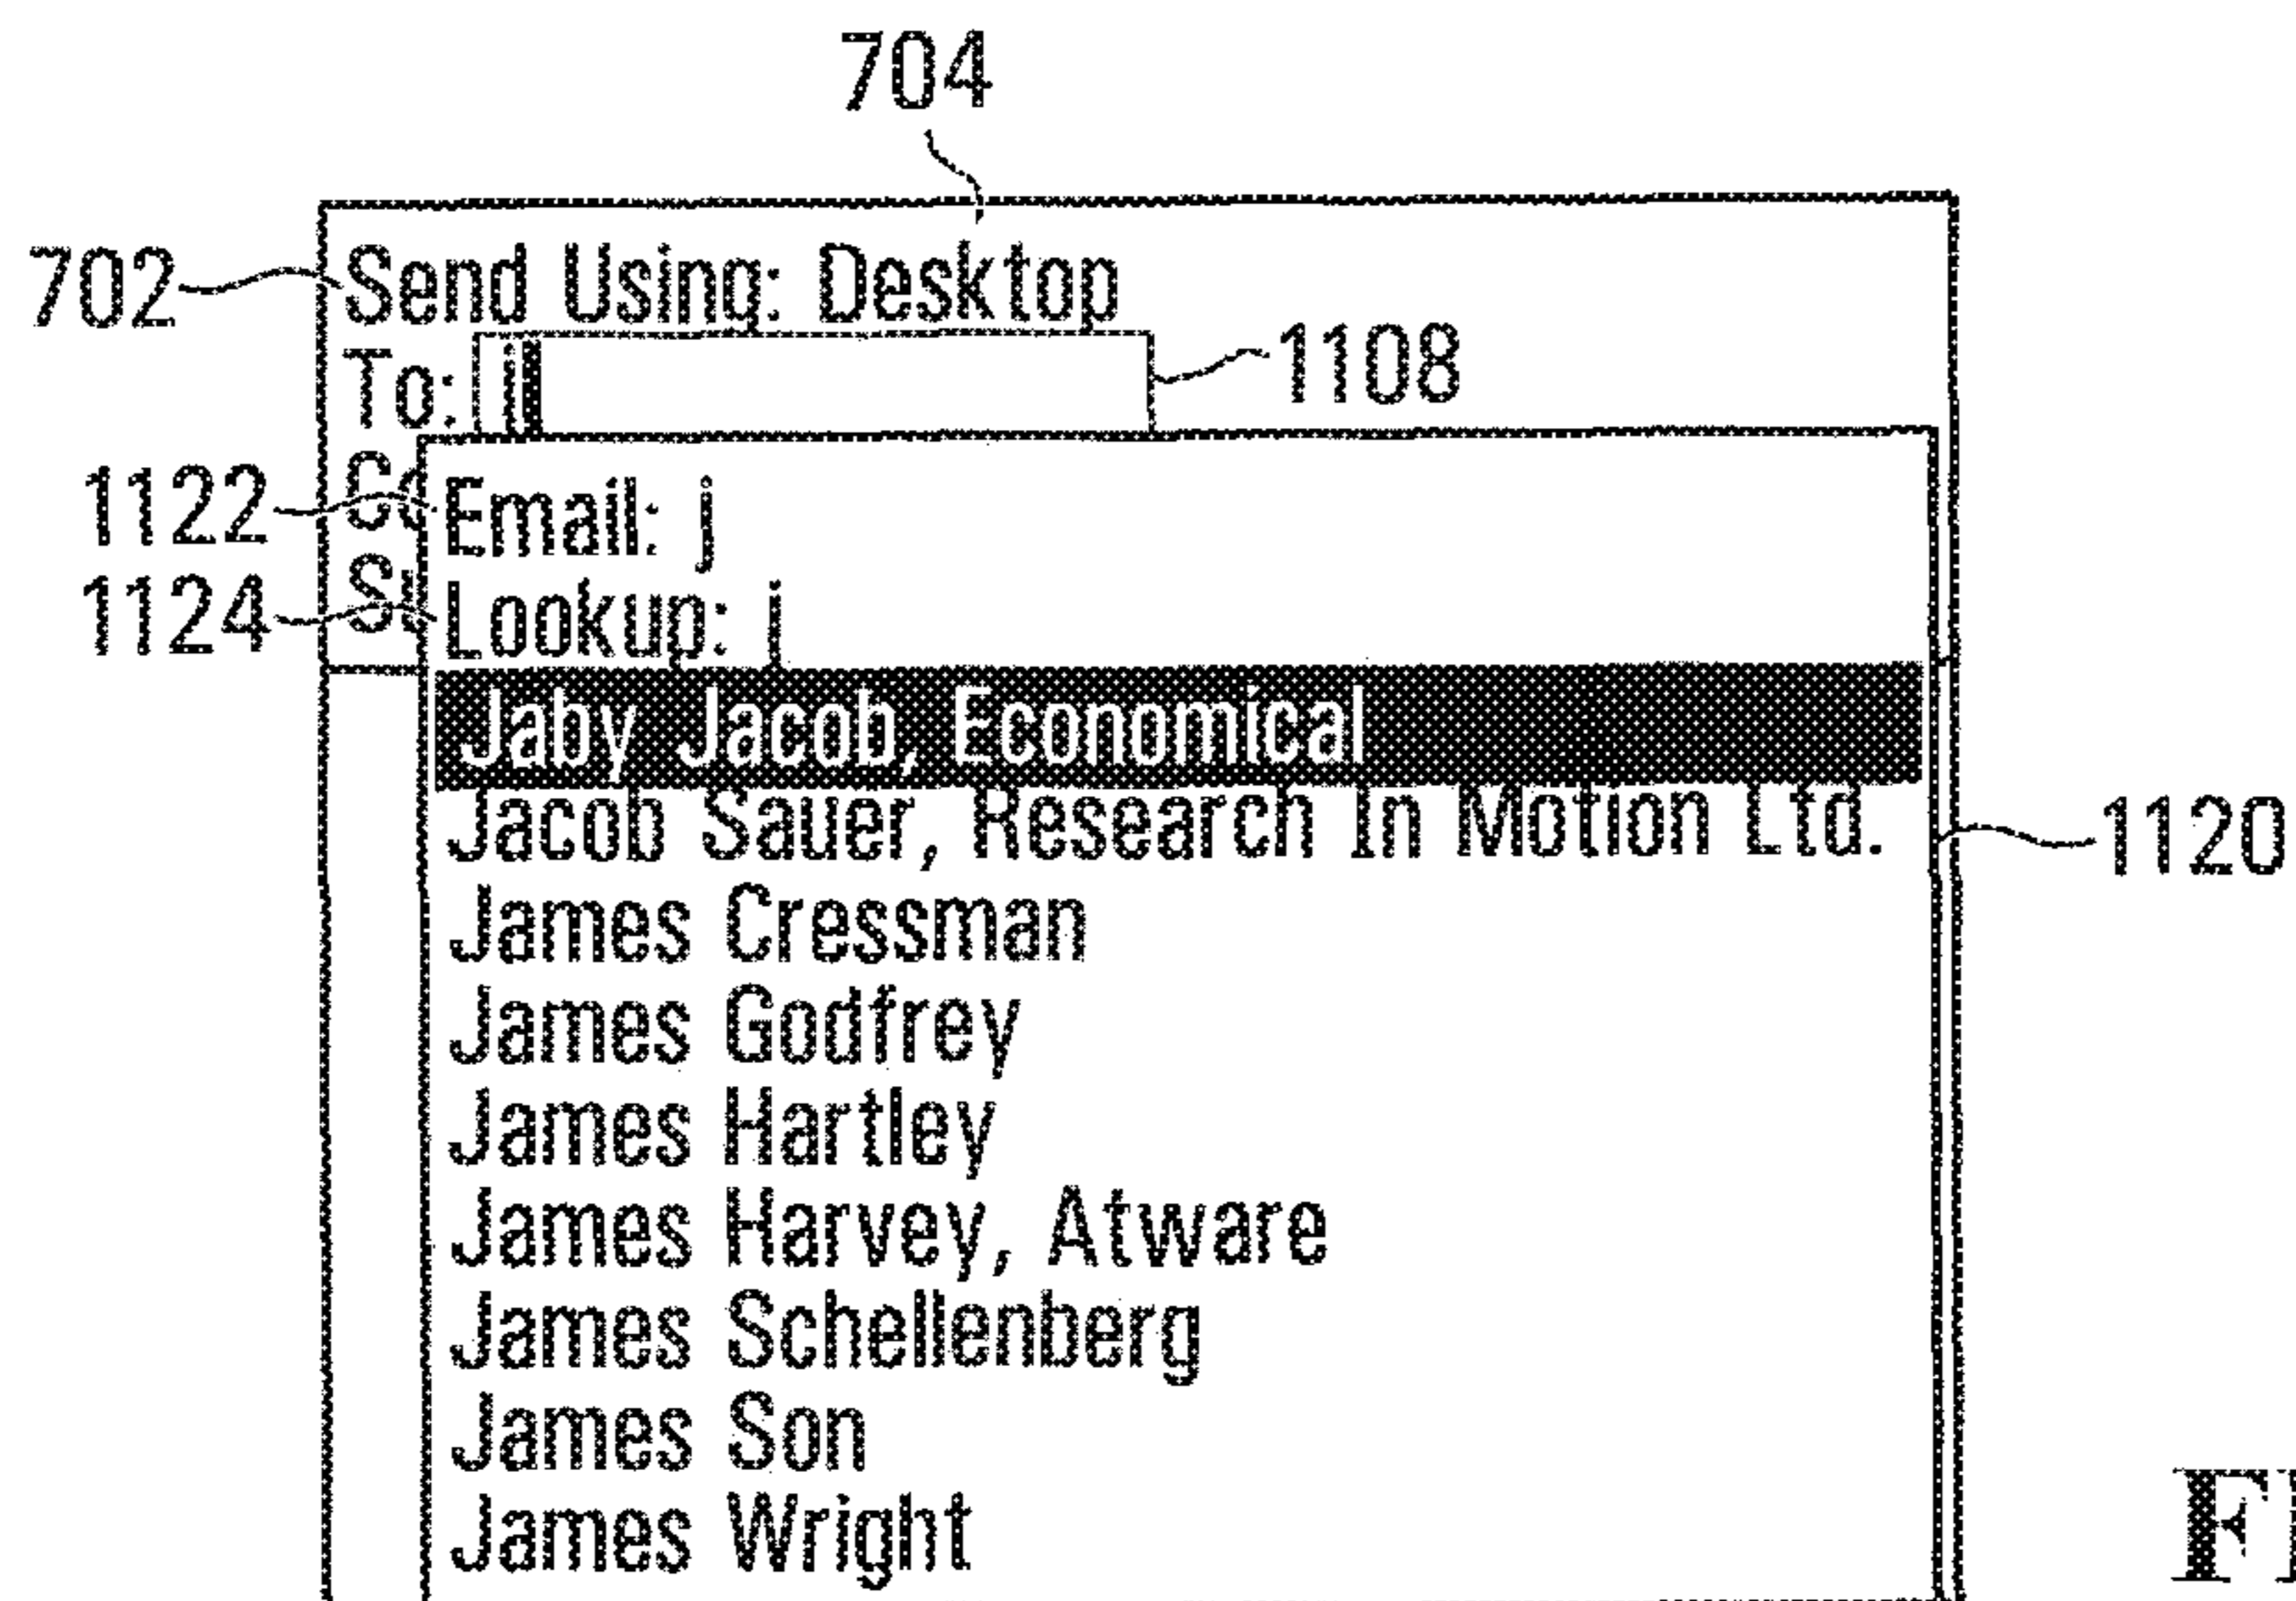 704
702 Send Using: Desktop
To: j 1108
1122 Email: j
1124 Lookup: j
Jaby Jacob, Economical
Jacob Sauer, Research In Motion Ltd.
1120
James Cressman
James Godfrey
James Hartley
James Harvey, Atware
James Schellenberg
James Son
James Wright